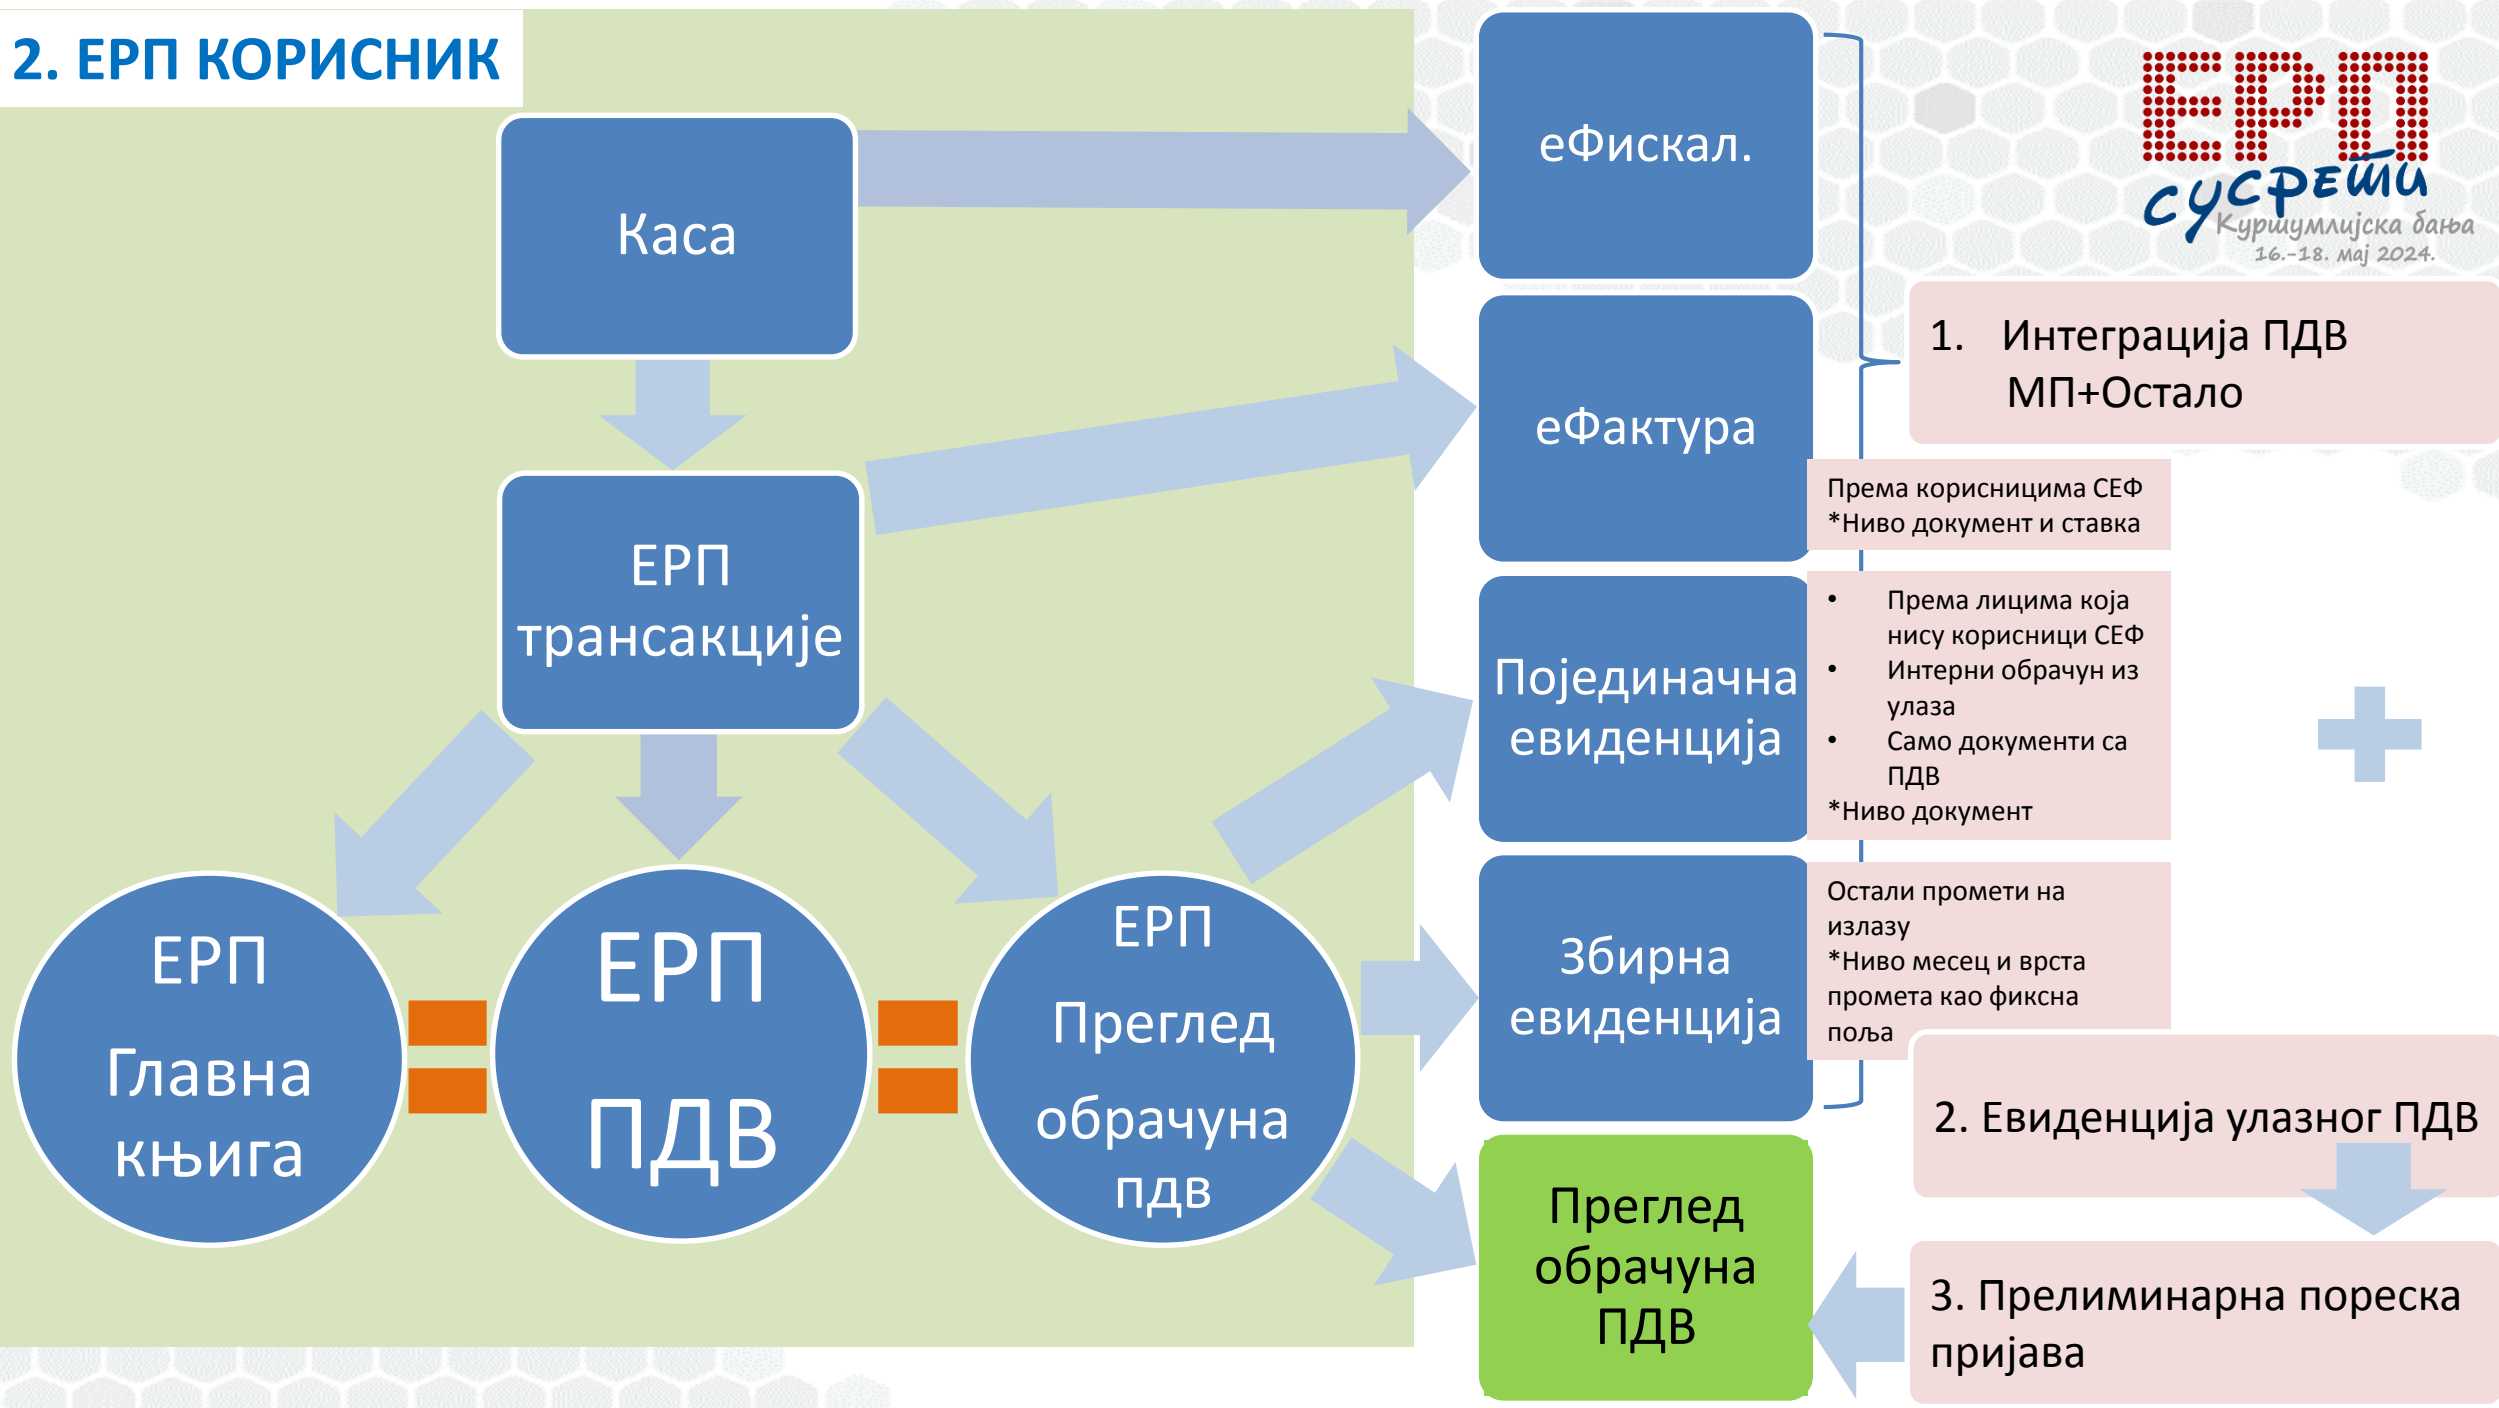 2. ЕРП КОРИСНИК
Каса
ЕРП
трансакције
ЕРП
Главна
књига
ЕРП
ПДВ
ЕРП
Преглед
обрачуна
пдв
еФискал.
еФактура
Појединачна
евиденција
Збирна
евиденција
Преглед
обрачуна
ПДВ
ЕРП
сусрети
Куршумлијска бања
16.-18. мај 2024.
1. Интеграција ПДВ
МП+Остало
Према корисницима СЕФ
*Ниво документ и ставка
• Према лицима која
нису корисници СЕФ
• Интерни обрачун из
улаза
• Само документи са
ПДВ
*Ниво документ
Остали промети на
излазу
*Ниво месец и врста
промета као фиксна
поља
2. Евиденција улазног ПДВ
3. Прелиминарна пореска
пријава